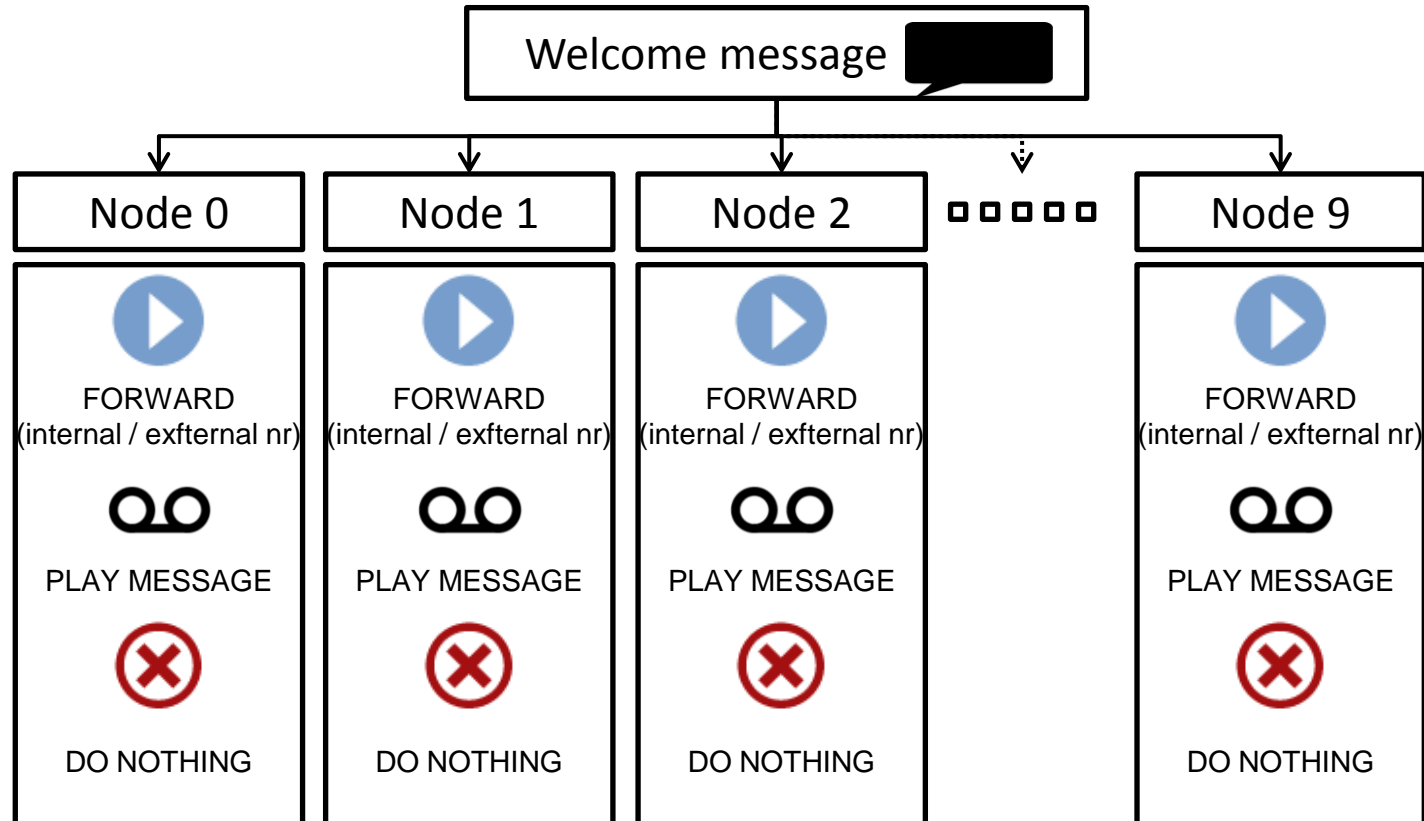 Welcome message
Node 0
Node 1
Node 2
Node 9
FORWARD
(internal / exfternal nr)
PLAY MESSAGE
DO NOTHING
FORWARD
(internal / exfternal nr)
PLAY MESSAGE
DO NOTHING
FORWARD
(internal / exfternal nr)
PLAY MESSAGE
DO NOTHING
FORWARD
(internal / exfternal nr)
PLAY MESSAGE
DO NOTHING